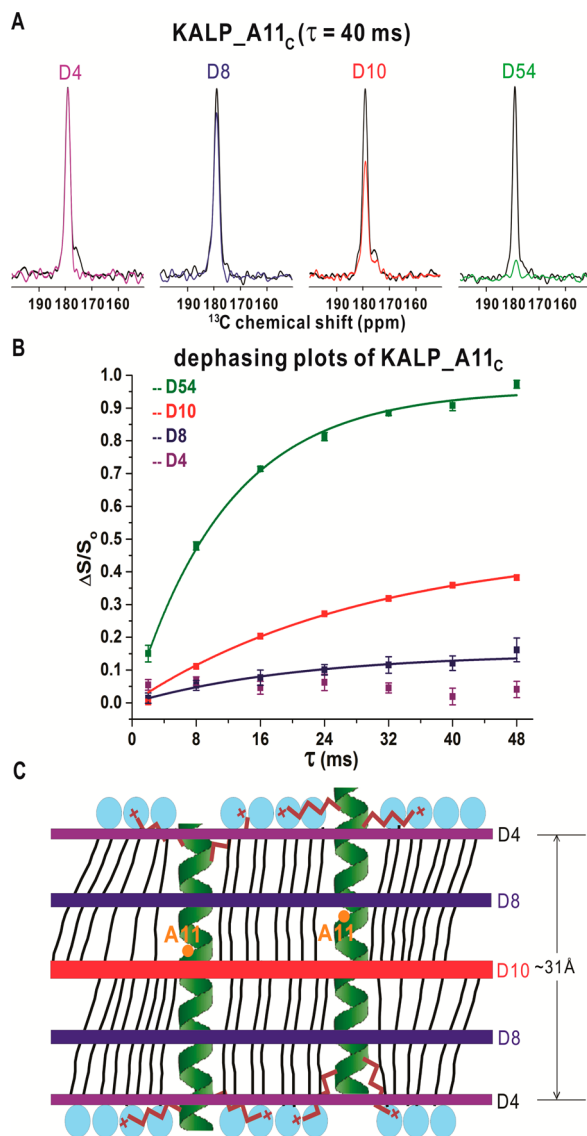 A
KALP_A11C (τ = 40 ms)
D4 D8 D10 D54
190 180 170 160 190 180 170 160 190 180 170 160 190 180 170 160
13C chemical shift (ppm)
B
dephasing plots of KALP_A11C
1.0
0.9
0.8
0.7
0.6
0.5
0.4
0.3
0.2
0.1
0.0
ΔS/So
-- D54
-- D10
-- D8
-- D4
0 8 16 24 32 40 48
τ (ms)
C
D4
D8
A11 A11
D10 ~31Å
D8
D4